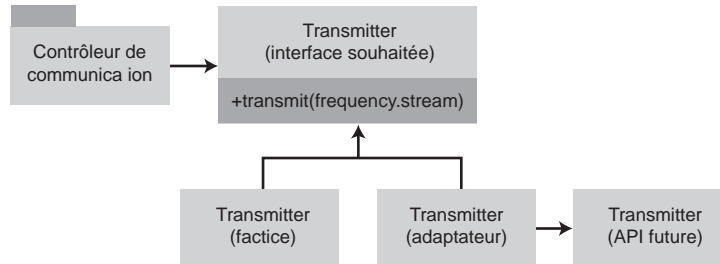 Contrôleur de
communica ion
Transmitter
(interface souhaitée)
+transmit(frequency.stream)
Transmitter
(factice)
Transmitter
(adaptateur)
Transmitter
(API future)